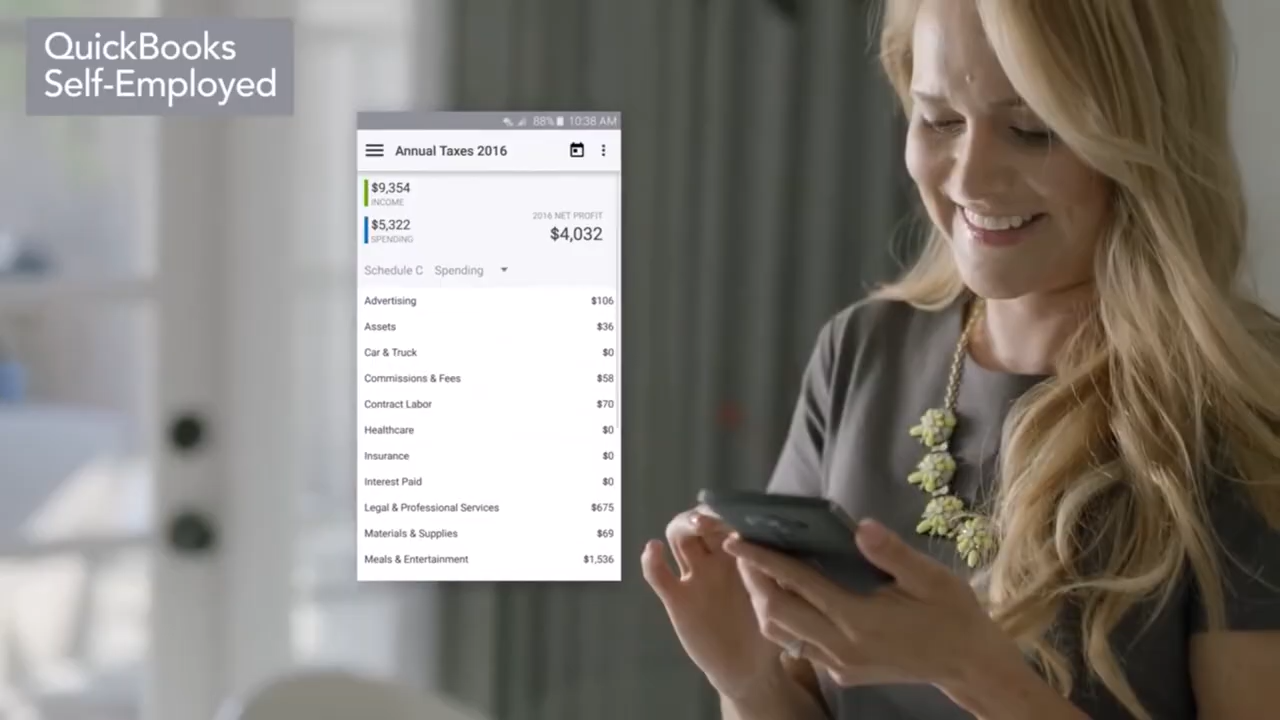 QuickBooks
Self-Employed
88% 10:38 AM
Annual Taxes 2016
$9,354
INCOME
$5,322
SPENDING
2016 NET PROFIT
$4,032
Schedule C Spending
Advertising $106
Assets $36
Car & Truck $0
Commissions & Fees $58
Contract Labor $70
Healthcare $0
Insurance $0
Interest Paid $0
Legal & Professional Services $675
Materials & Supplies $69
Meals & Entertainment $1,536